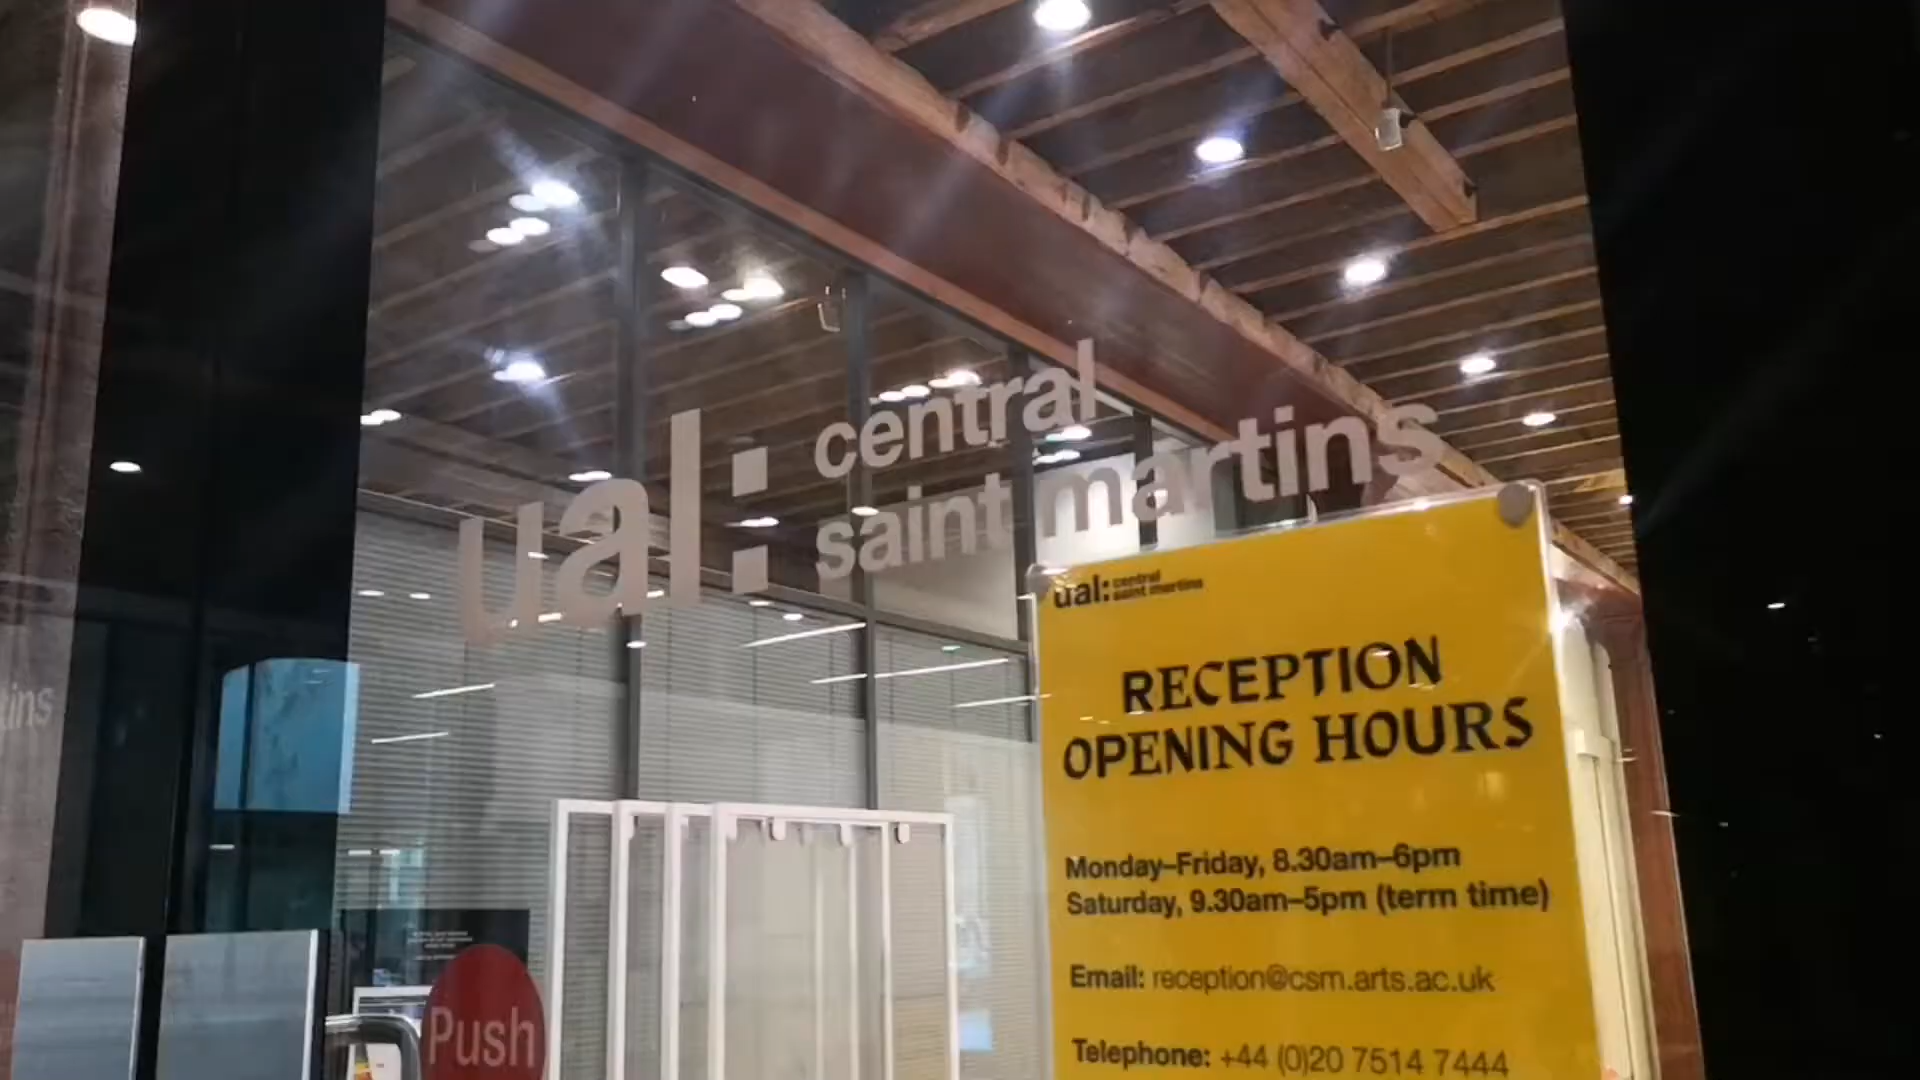 ual: central
saint martins
ual: central
saint martins
RECEPTION
OPENING HOURS
Monday–Friday, 8.30am–6pm
Saturday, 9.30am–5pm (term time)
Email: reception@csm.arts.ac.uk
Telephone: +44 (0)20 7514 7444
Push